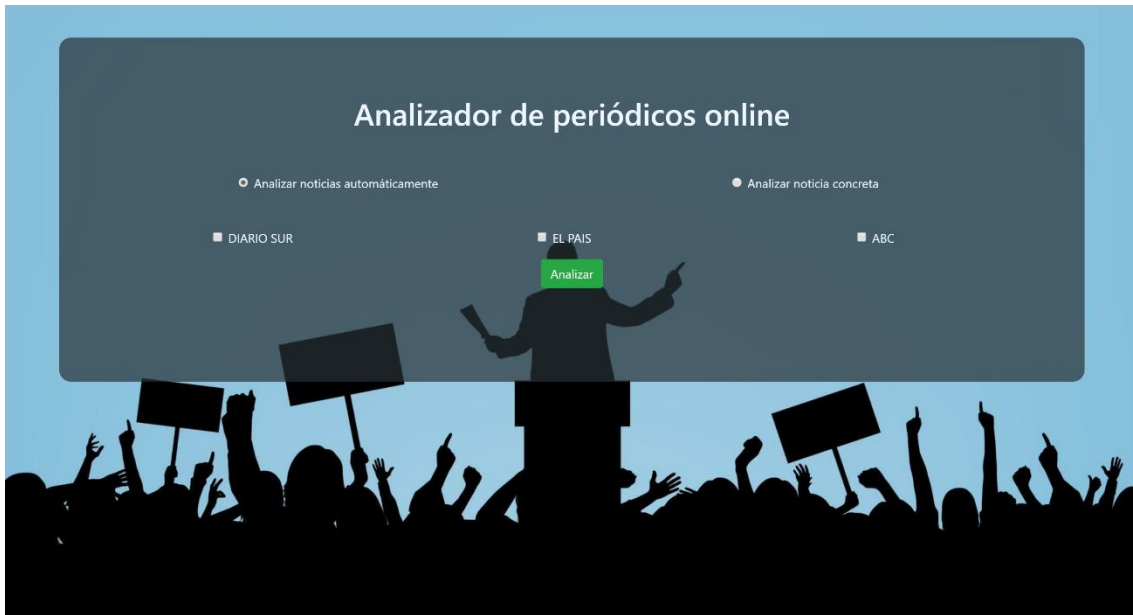 Analizador de periódicos online
Analizar noticias automáticamente Analizar noticia concreta
DIARIO SUR EL PAIS ABC
Analizar